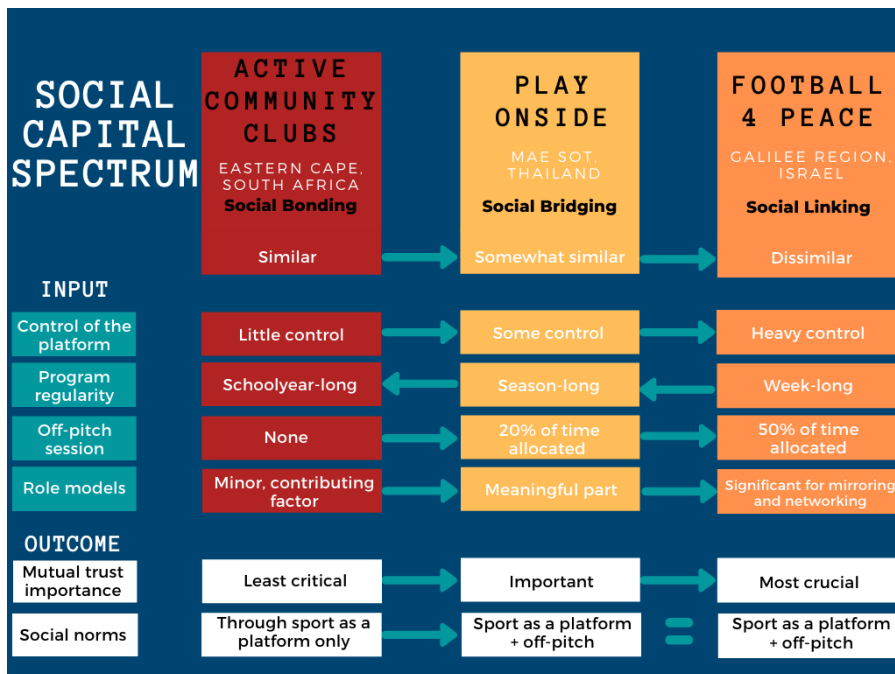 SOCIAL
CAPITAL
SPECTRUM
ACTIVE
COMMUNITY
CLUBS
EASTERN CAPE,
SOUTH AFRICA
Social Bonding
Similar
PLAY
ONSIDE
MAE SOT,
THAILAND
Social Bridging
Somewhat similar
FOOTBALL
4 PEACE
GALILEE REGION,
ISRAEL
Social Linking
Dissimilar
INPUT
Control of the
platform
Little control
Some control
Heavy control
Program
regularity
Schoolyear-long
Season-long
Week-long
Off-pitch
session
None
20% of time
allocated
50% of time
allocated
Role models
Minor, contributing
factor
Meaningful part
Significant for mirroring
and networking
OUTCOME
Mutual trust
importance
Least critical
Important
Most crucial
Social norms
Through sport as a
platform only
Sport as a platform
+ off-pitch
=
Sport as a platform
+ off-pitch